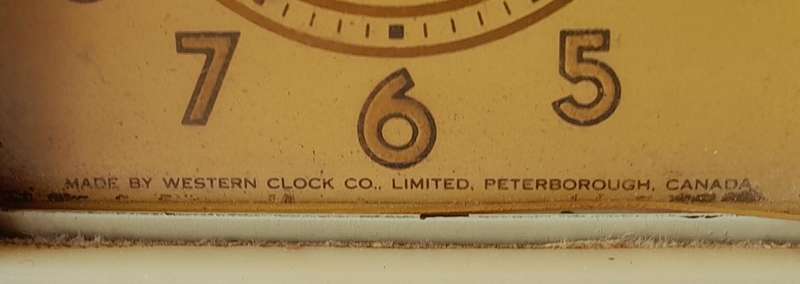 7 6 5
MADE BY WESTERN CLOCK CO., LIMITED, PETERBOROUGH, CANADA